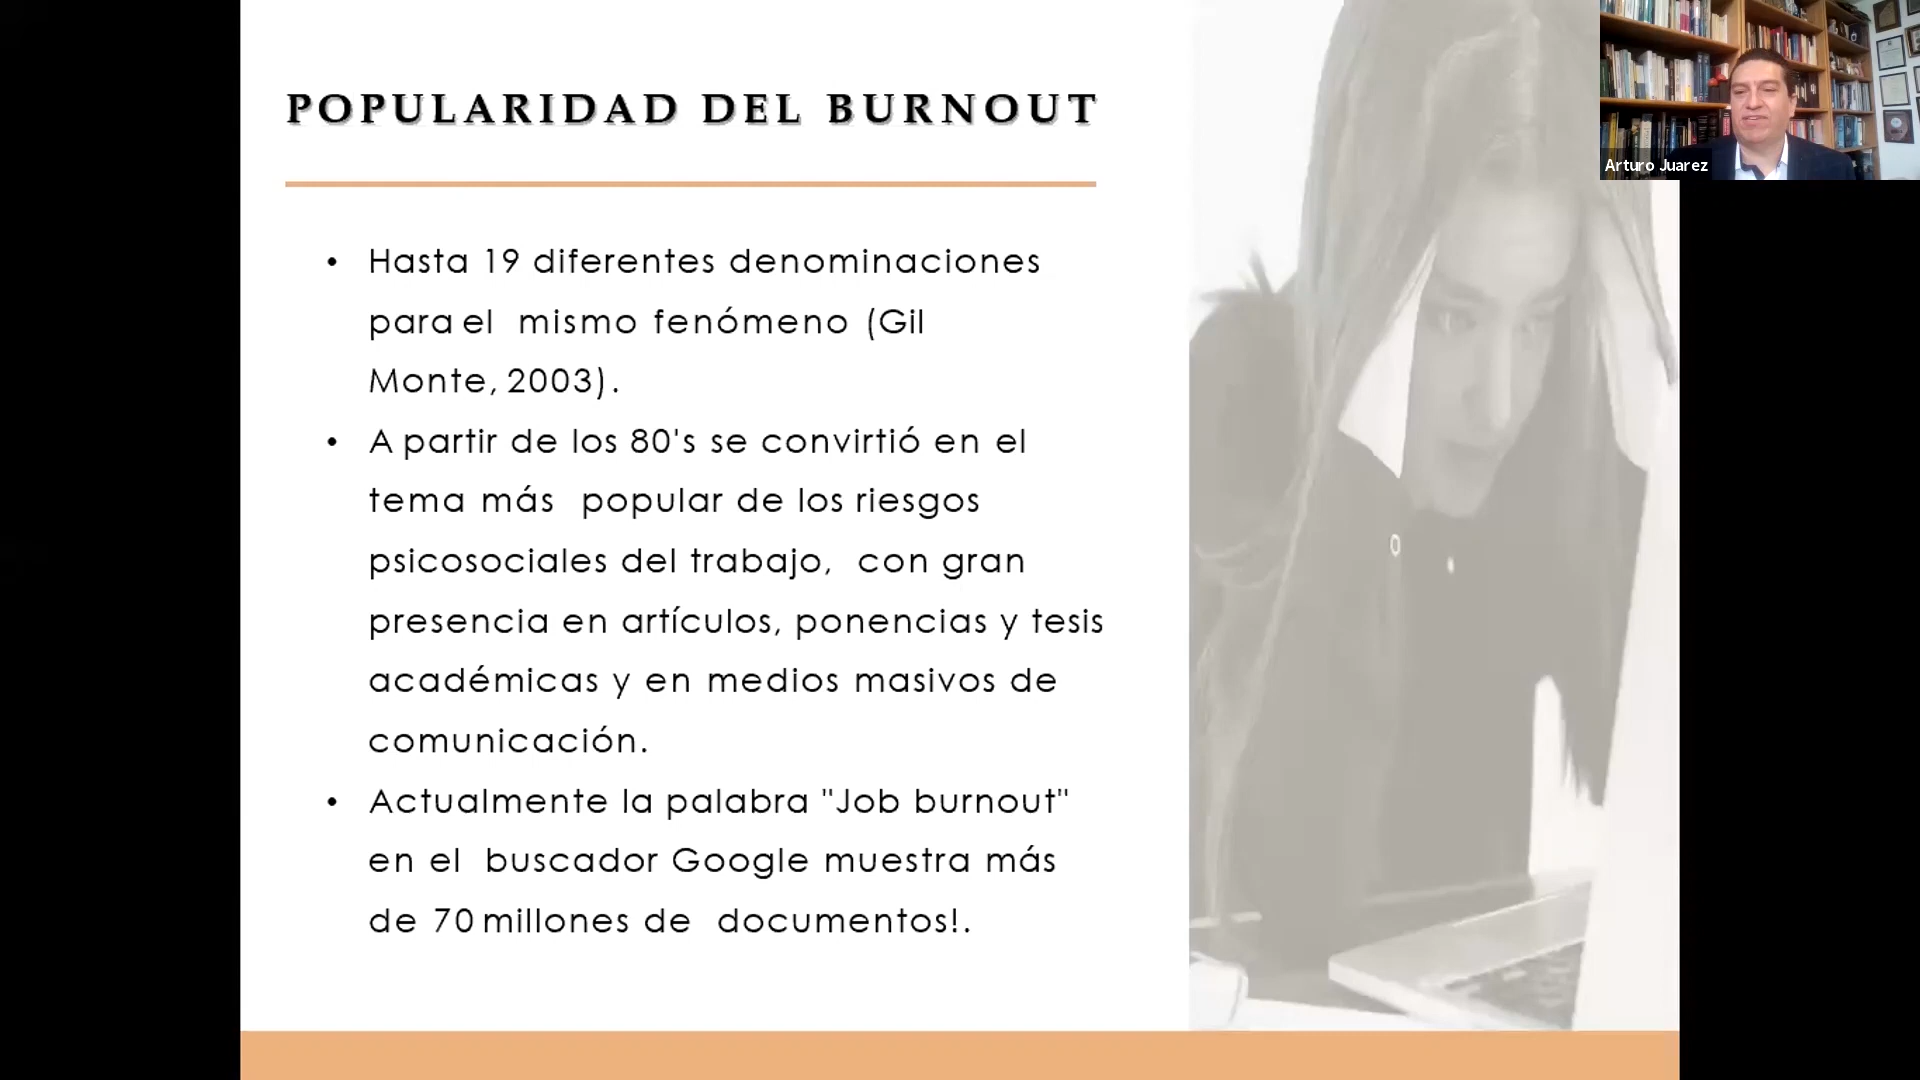 POPULARIDAD DEL BURNOUT
Arturo Juarez
• Hasta 19 diferentes denominaciones
para el mismo fenómeno (Gil
Monte, 2003).
• A partir de los 80's se convirtió en el
tema más popular de los riesgos
psicosociales del trabajo, con gran
presencia en artículos, ponencias y tesis
académicas y en medios masivos de
comunicación.
• Actualmente la palabra "Job burnout"
en el buscador Google muestra más
de 70 millones de documentos!.